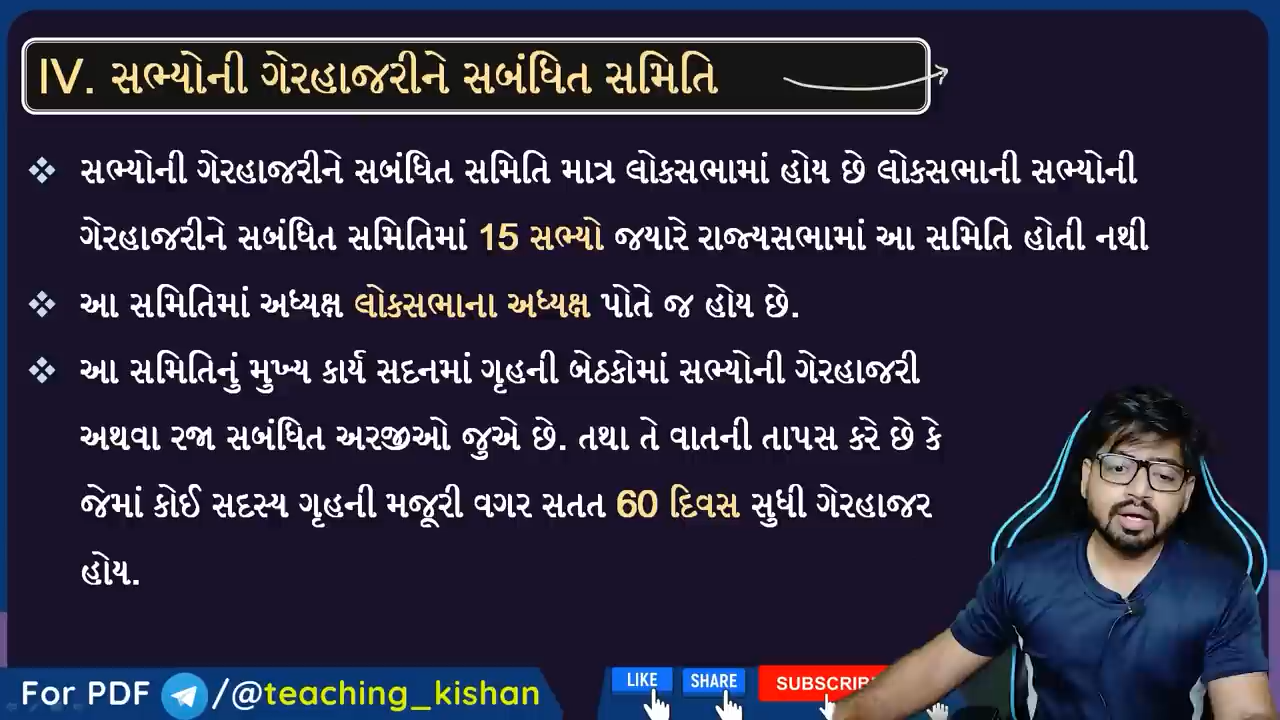 IV. સભ્યોની ગેરહાજરીને સબંધિત સમિતિ
❖ સભ્યોની ગેરહાજરીને સબંધિત સમિતિ માત્ર લોકસભામાં હોય છે લોકસભાની સભ્યોની
ગેરહાજરીને સબંધિત સમિતિમાં 15 સભ્યો જયારે રાજ્યસભામાં આ સમિતિ હોતી નથી
❖ આ સમિતિમાં અધ્યક્ષ લોકસભાના અધ્યક્ષ પોતે જ હોય છે.
❖ આ સમિતિનું મુખ્ય કાર્ય સદનમાં ગૃહની બેઠકોમાં સભ્યોની ગેરહાજરી
અથવા રજા સબંધિત અરજીઓ જુએ છે. તથા તે વાતની તાપસ કરે છે કે
જેમાં કોઈ સદસ્ય ગૃહની મજૂરી વગર સતત 60 દિવસ સુધી ગેરહાજર
હોય.
For PDF /@teaching_kishan
LIKE SHARE